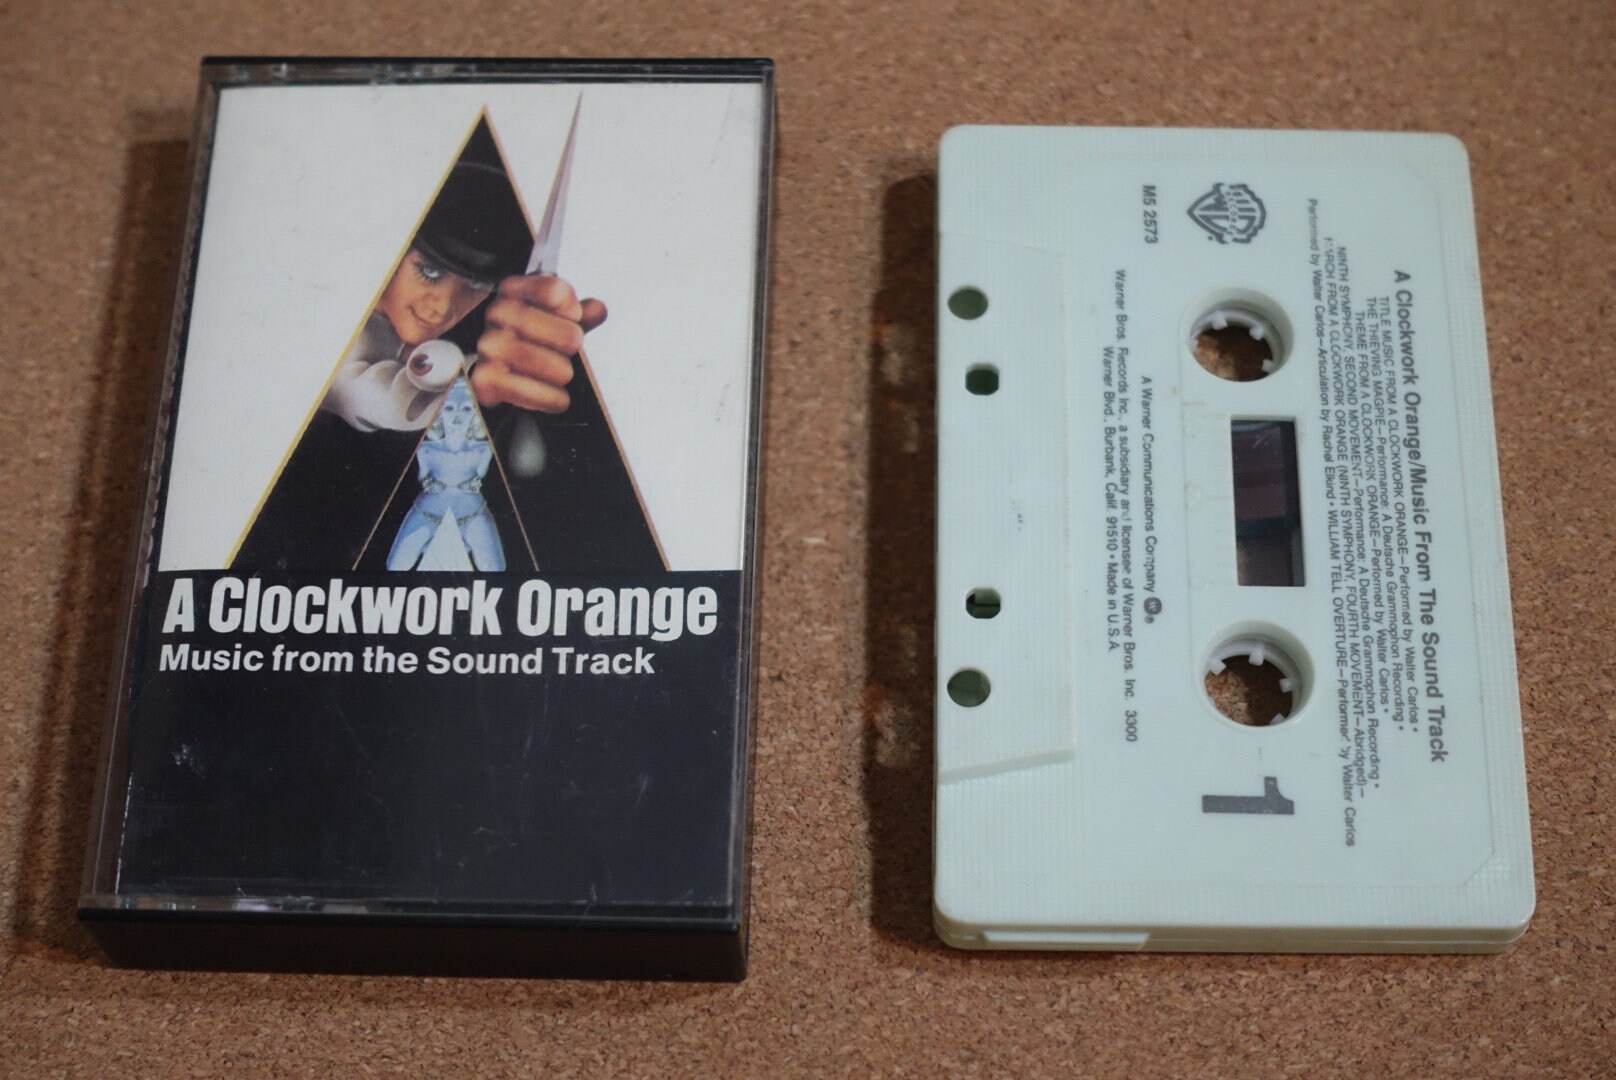 A Clockwork Orange
Music from the Sound Track
A Clockwork Orange/Music From The Sound Track
TITLE MUSIC FROM A CLOCKWORK ORANGE—Performed by Walter Carlos •
THE THIEVING MAGPIE—Performance: A Deutsche Grammophon Recording •
THEME FROM A CLOCKWORK ORANGE—Performed by Walter Carlos •
NINTH SYMPHONY, SECOND MOVEMENT—Performance: A Deutsche Grammophon Recording •
MARCH FROM A CLOCKWORK ORANGE (NINTH SYMPHONY, FOURTH MOVEMENT—Abridged)—
Performed by Walter Carlos—Articulation by Rachel Elkind • WILLIAM TELL OVERTURE—Performed by Walter Carlos
RECORDS
1
M5 2573
A Warner Communications Company ®
Warner Bros. Records Inc., a subsidiary and licensee of Warner Bros. Inc. 3300
Warner Blvd., Burbank, Calif. 91510 • Made in U.S.A.